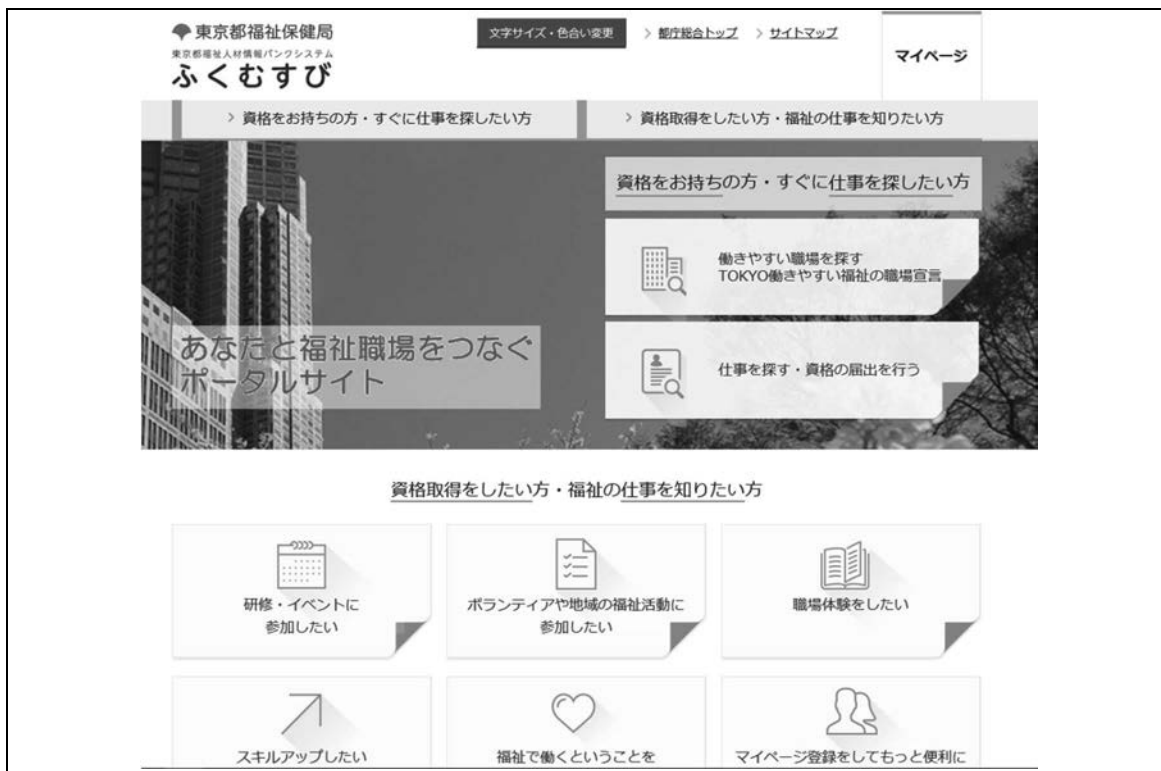 東京都福祉保健局
東京都福祉人材情報バンクシステム
ふくむすび
文字サイズ・色合い変更
都庁総合トップ
サイトマップ
マイページ
資格をお持ちの方・すぐに仕事を探したい方
資格取得をしたい方・福祉の仕事を知りたい方
資格をお持ちの方・すぐに仕事を探したい方
働きやすい職場を探す
TOKYO働きやすい福祉の職場宣言
あなたと福祉職場をつなぐ
ポータルサイト
仕事を探す・資格の届出を行う
資格取得をしたい方・福祉の仕事を知りたい方
研修・イベントに
参加したい
ボランティアや地域の福祉活動に
参加したい
職場体験をしたい
スキルアップしたい
福祉で働くということを
マイページ登録をしてもっと便利に